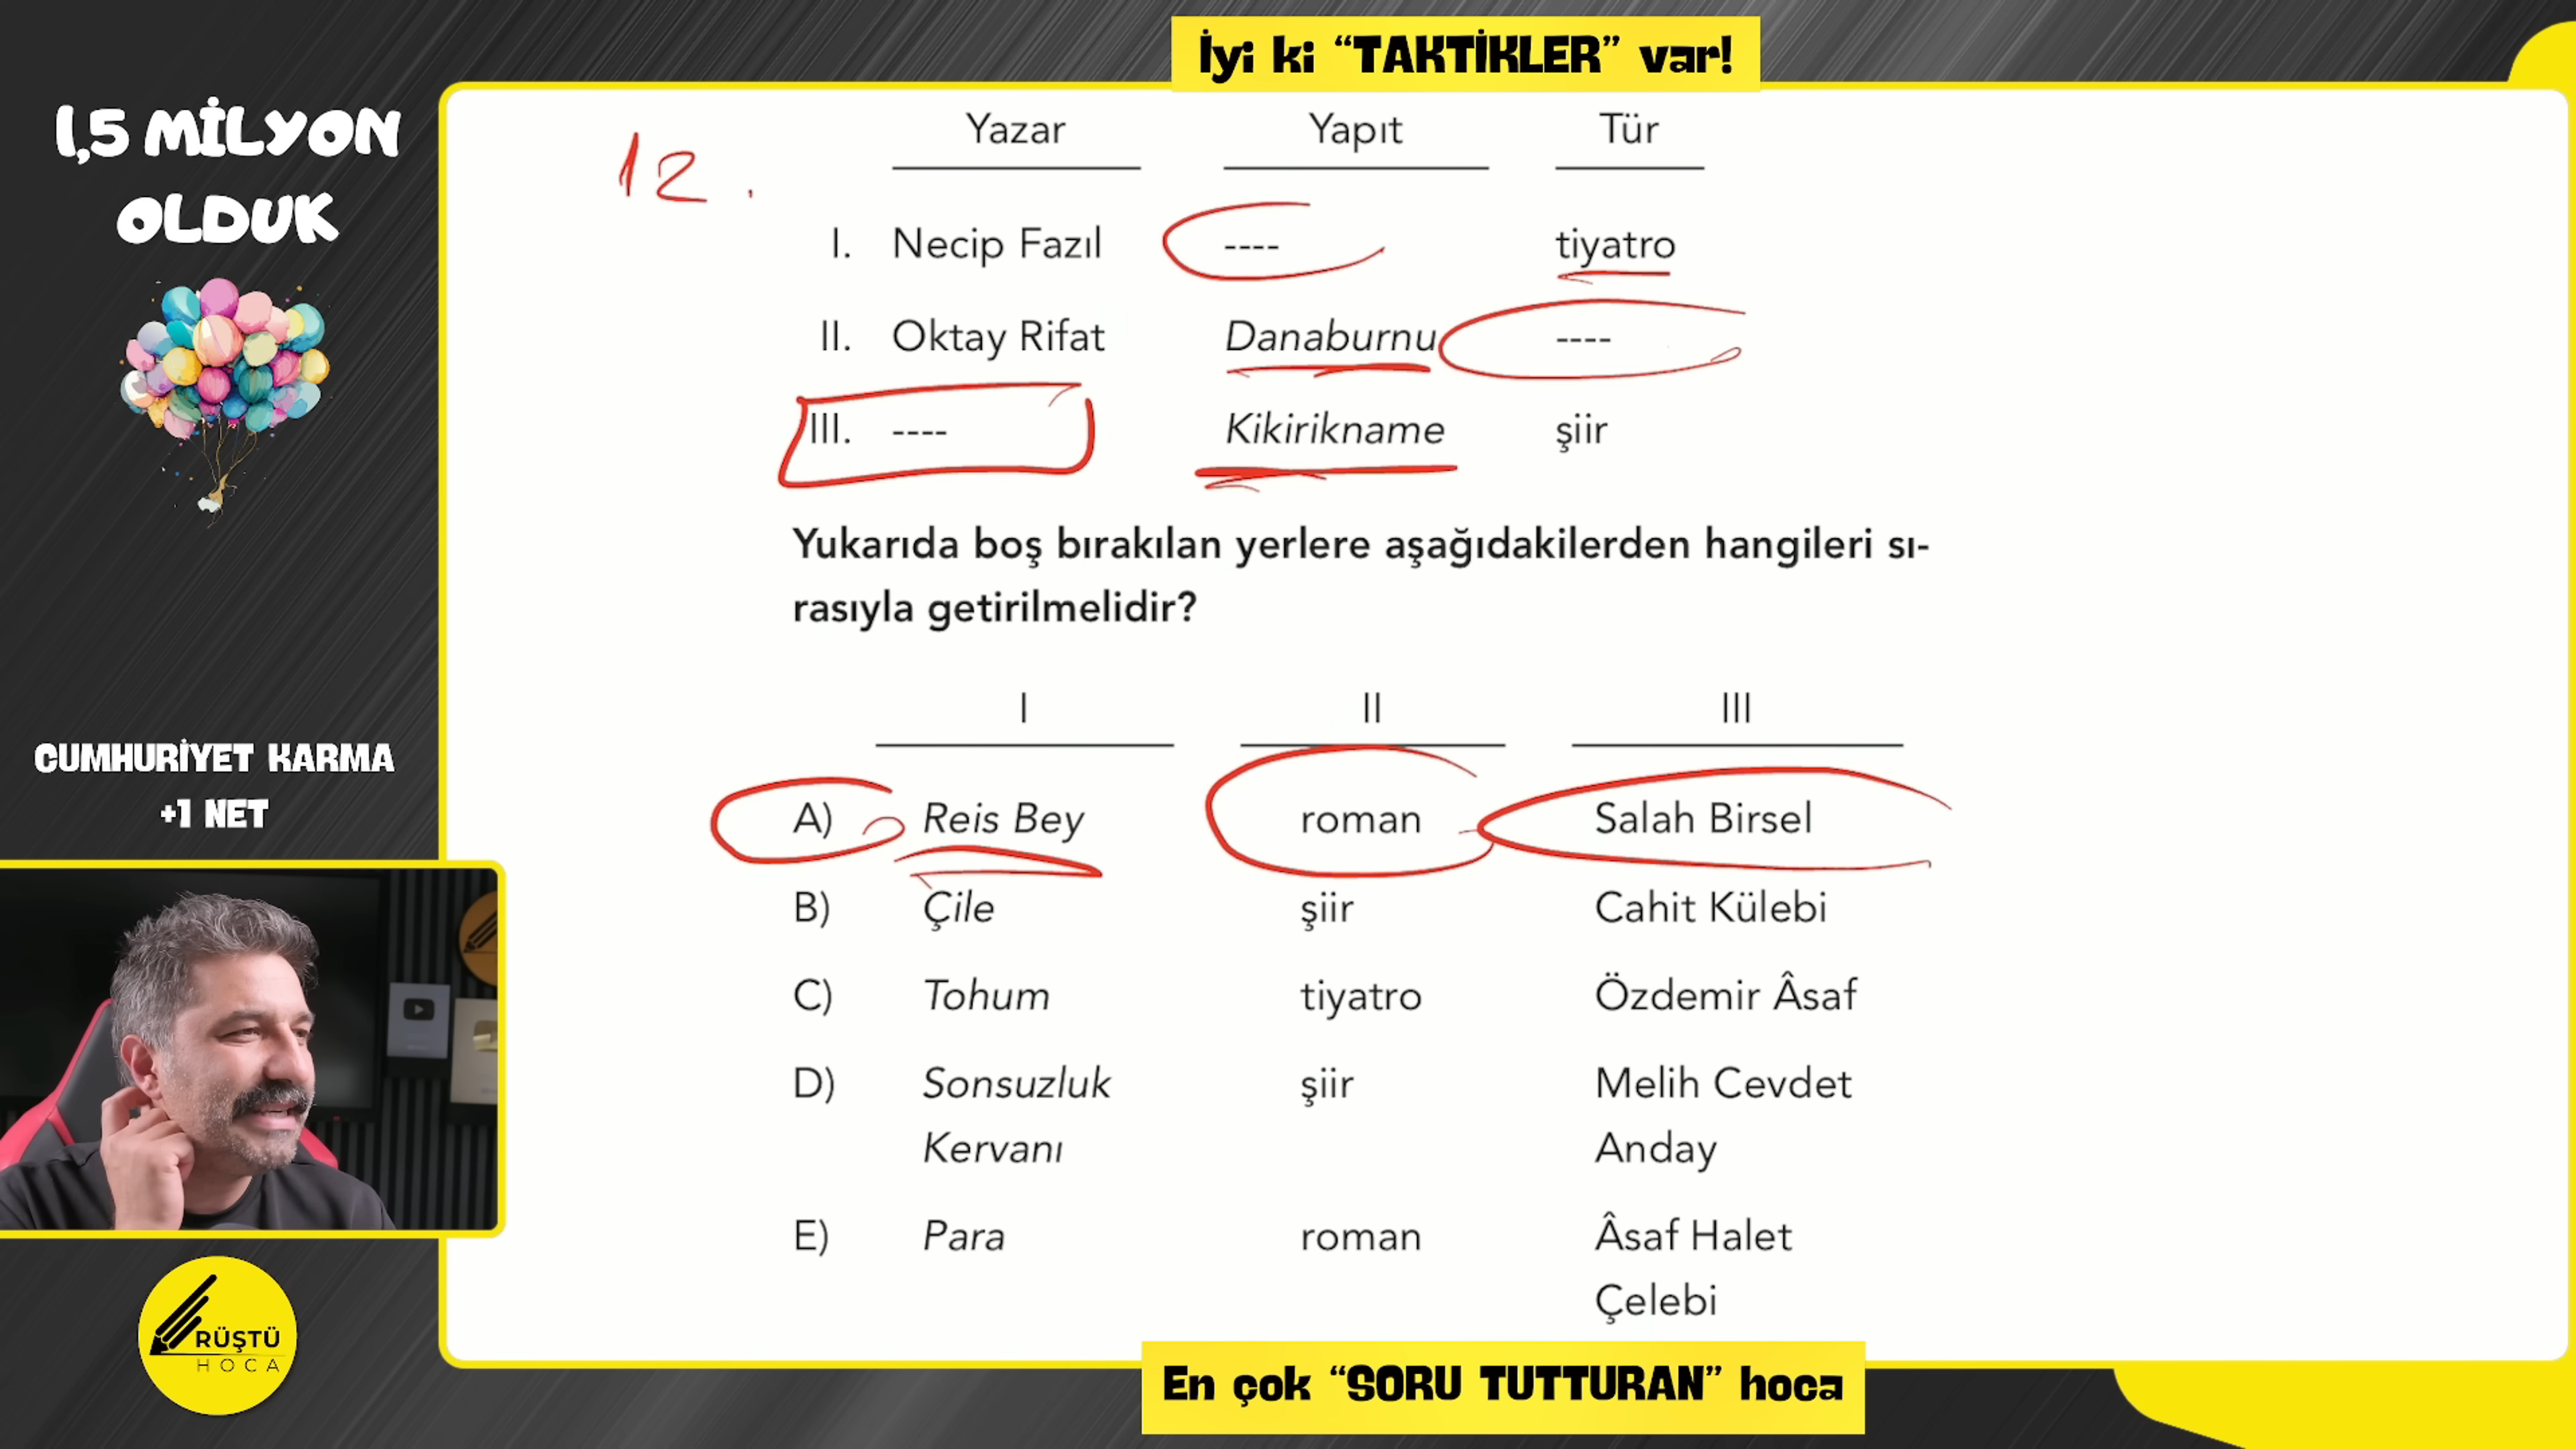 İyi ki “TAKTİKLER” var!
1,5 MİLYON
OLDUK
12.
Yazar Yapıt Tür
I. Necip Fazıl ---- tiyatro
II. Oktay Rifat Danaburnu ----
III. ---- Kikirikname şiir
Yukarıda boş bırakılan yerlere aşağıdakilerden hangileri sı-
rasıyla getirilmelidir?
I II III
A) Reis Bey roman Salah Birsel
B) Çile şiir Cahit Külebi
C) Tohum tiyatro Özdemir Âsaf
D) Sonsuzluk şiir Melih Cevdet
Kervanı Anday
E) Para roman Âsaf Halet
Çelebi
CUMHURİYET KARMA
+1 NET
RÜŞTÜ
HOCA
En çok “SORU TUTTURAN” hoca